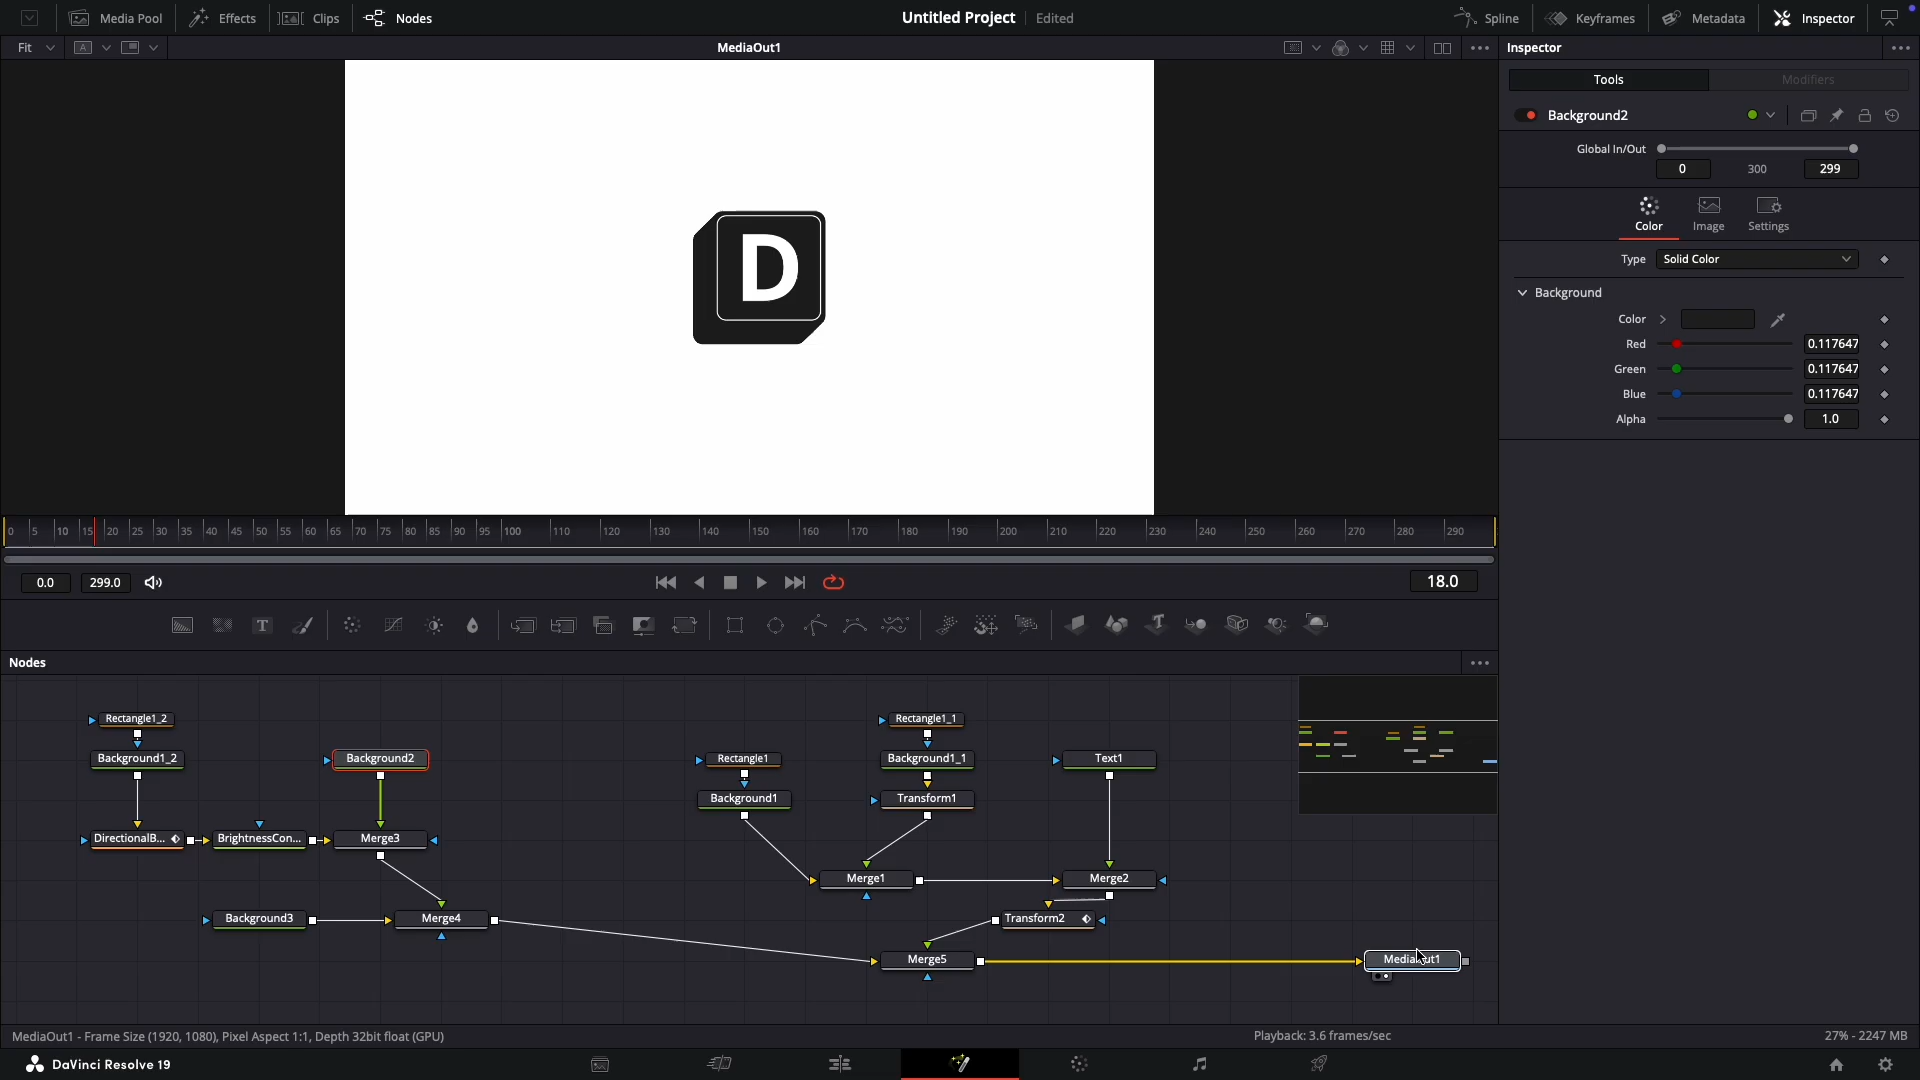 Media Pool
Effects
Clips
Nodes
Untitled Project
Edited
Spline
Keyframes
Metadata
Inspector
Fit
A
MediaOut1
Inspector
Tools
Modifiers
Background2
Global In/Out
0
300
299
Color
Image
Settings
Type
Solid Color
Background
Color
Red
0.117647
Green
0.117647
Blue
0.117647
Alpha
1.0
D
0 5 10 15 20 25 30 35 40 45 50 55 60 65 70 75 80 85 90 95 100 110 120 130 140 150 160 170 180 190 200 210 220 230 240 250 260 270 280 290
0.0
299.0
18.0
T
T
Nodes
Rectangle1_2
Rectangle1_1
Background1_2
Background2
Rectangle1
Background1_1
Text1
Background1
Transform1
DirectionalB...
BrightnessCon...
Merge3
Merge1
Merge2
Background3
Merge4
Transform2
Merge5
MediaOut1
MediaOut1 - Frame Size (1920, 1080), Pixel Aspect 1:1, Depth 32bit float (GPU)
Playback: 3.6 frames/sec
27% - 2247 MB
DaVinci Resolve 19